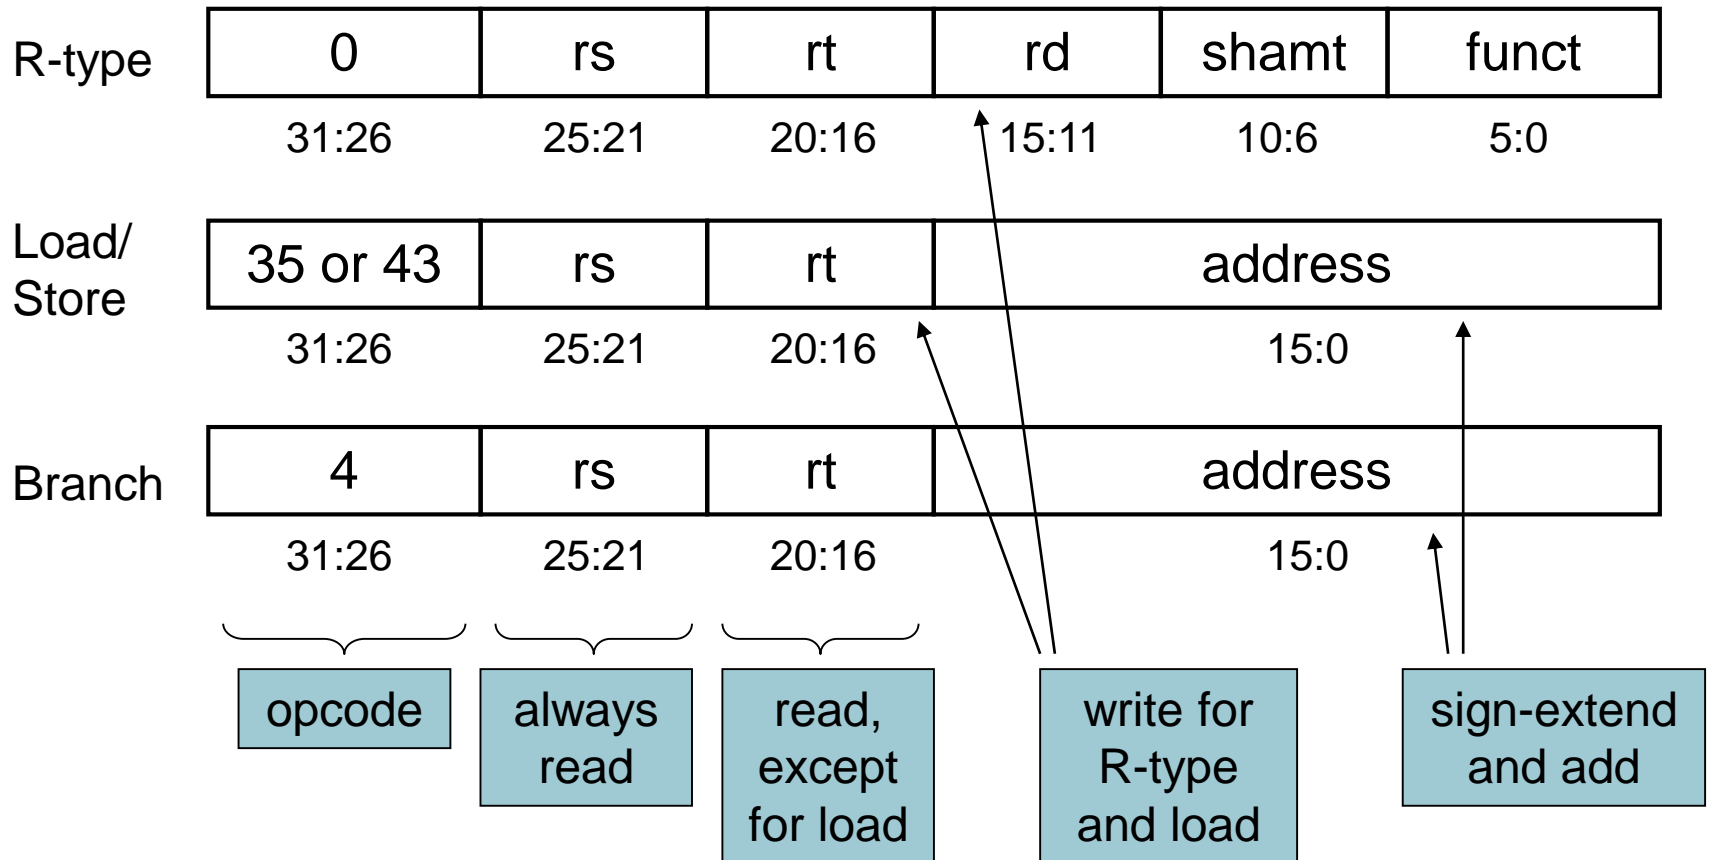 R-type 0 rs rt rd shamt funct
31:26 25:21 20:16 15:11 10:6 5:0
Load/
Store
35 or 43 rs rt address
31:26 25:21 20:16 15:0
Branch 4 rs rt address
31:26 25:21 20:16 15:0
opcode
always
read
read,
except
for load
write for
R-type
and load
sign-extend
and add